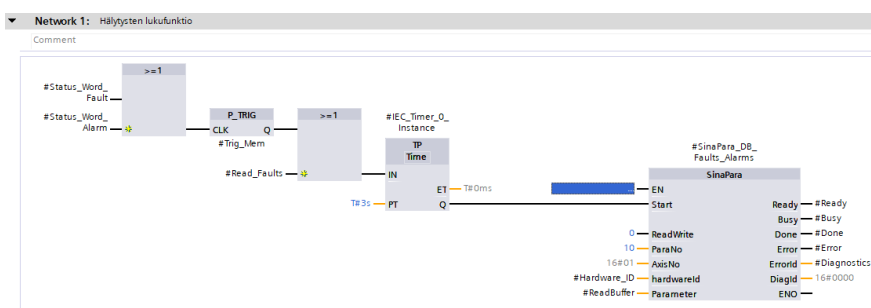 Network 1: Hälytysten lukufunktio
Comment
>=1
#Status_Word_
Fault
#Status_Word_
Alarm
P_TRIG
CLK Q
#Trig_Mem
>=1
#Read_Faults
#IEC_Timer_0_
Instance
TP
Time
IN
ET T#0ms
T#3s PT Q
#SinaPara_DB_
Faults_Alarms
SinaPara
... EN
Start Ready #Ready
Busy #Busy
0 ReadWrite Done #Done
10 ParaNo Error #Error
16#01 AxisNo ErrorId #Diagnostics
#Hardware_ID hardwareId DiagId 16#0000
#ReadBuffer Parameter ENO